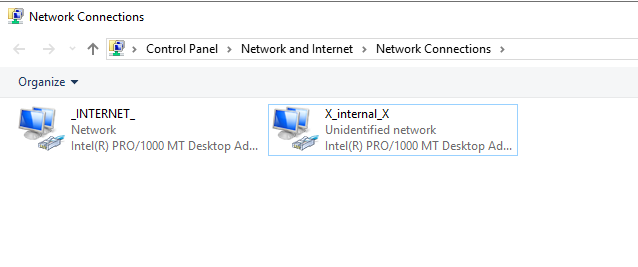 Network Connections
Control Panel > Network and Internet > Network Connections >
Organize
_INTERNET_
Network
Intel(R) PRO/1000 MT Desktop Ad...
X_internal_X
Unidentified network
Intel(R) PRO/1000 MT Desktop Ad...